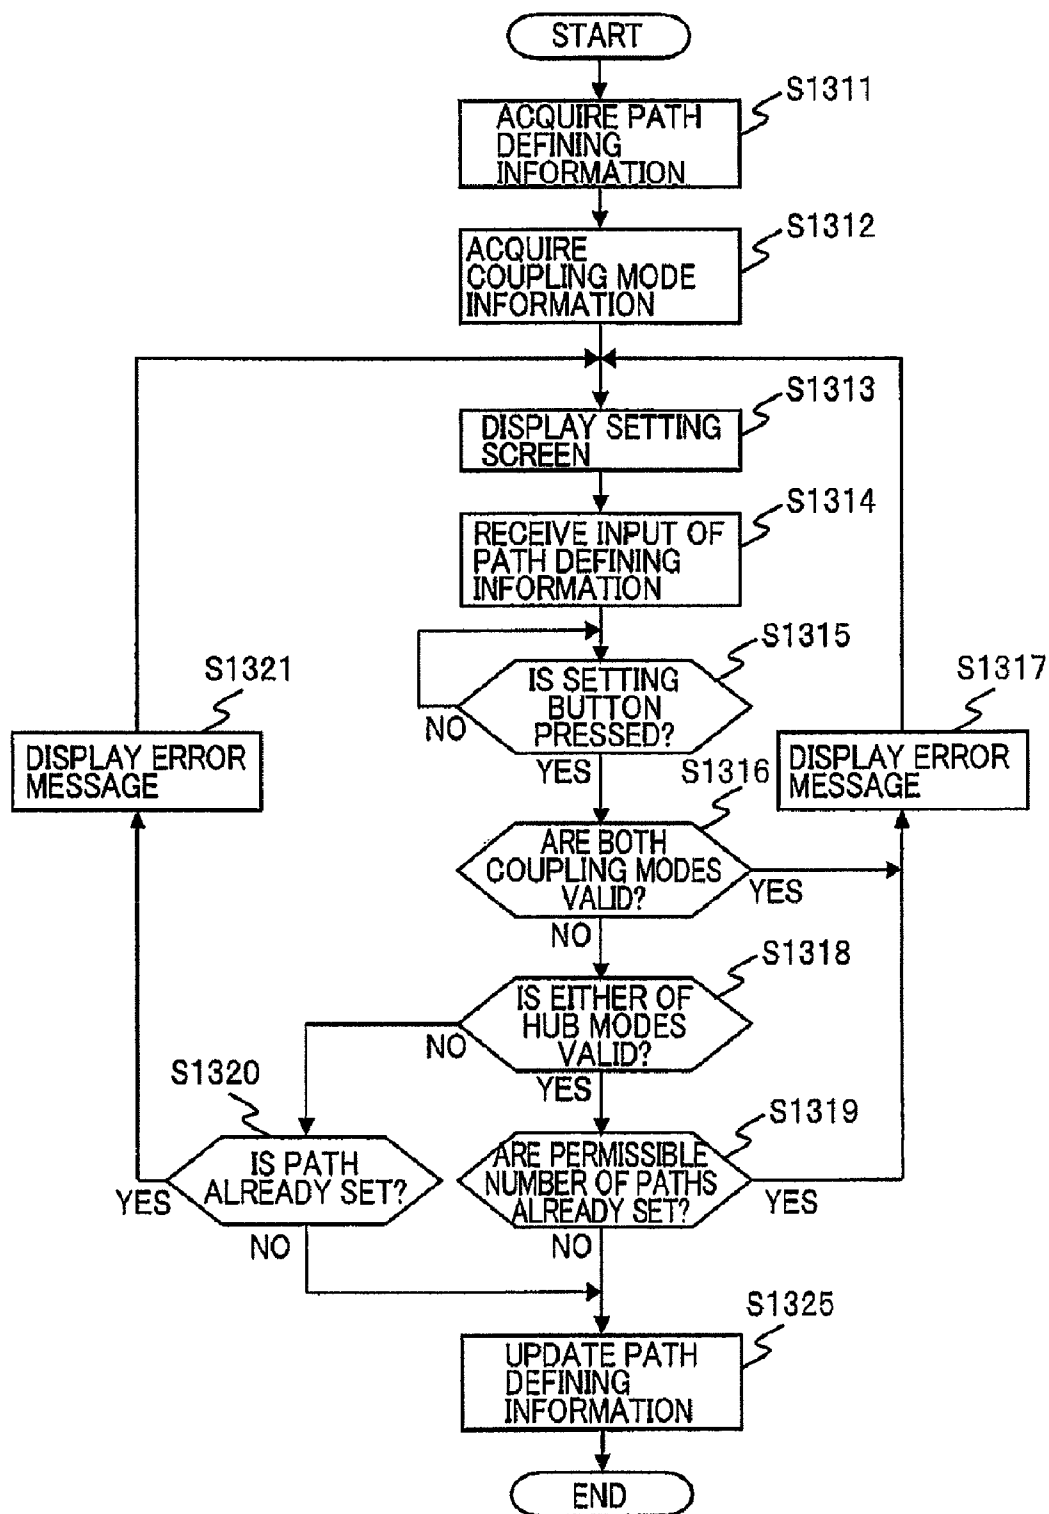 START
S1311
ACQUIRE PATH
DEFINING
INFORMATION
S1312
ACQUIRE
COUPLING MODE
INFORMATION
S1313
DISPLAY SETTING
SCREEN
S1314
RECEIVE INPUT OF
PATH DEFINING
INFORMATION
S1315
IS SETTING
BUTTON
PRESSED?
NO
YES
S1321
DISPLAY ERROR
MESSAGE
S1317
DISPLAY ERROR
MESSAGE
S1316
ARE BOTH
COUPLING MODES
VALID?
YES
NO
S1318
IS EITHER OF
HUB MODES
VALID?
NO
YES
S1320
IS PATH
ALREADY SET?
YES
NO
S1319
ARE PERMISSIBLE
NUMBER OF PATHS
ALREADY SET?
YES
NO
S1325
UPDATE PATH
DEFINING
INFORMATION
END